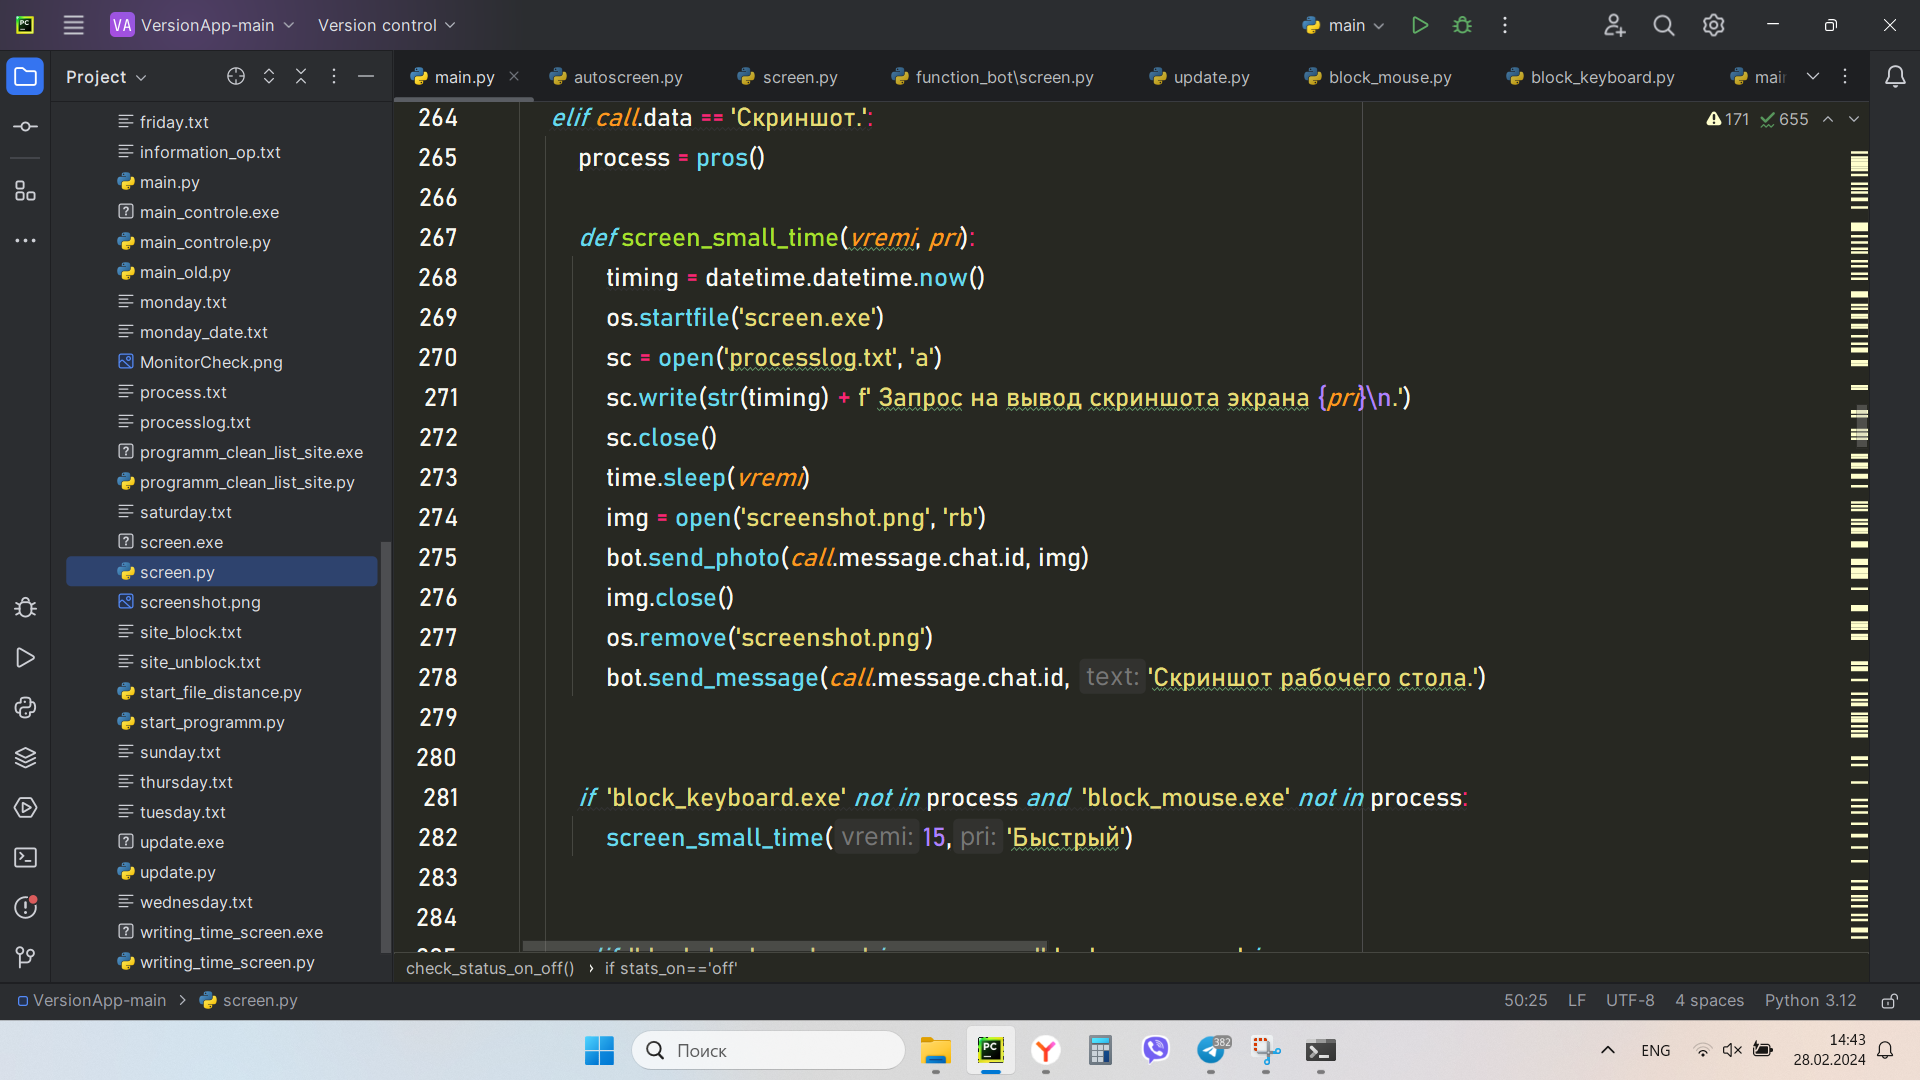 VA VersionApp-main Version control main
Project
main.py autoscreen.py screen.py function_bot\screen.py update.py block_mouse.py block_keyboard.py mai
friday.txt
information_op.txt
main.py
main_controle.exe
main_controle.py
main_old.py
monday.txt
monday_date.txt
MonitorCheck.png
process.txt
processlog.txt
programm_clean_list_site.exe
programm_clean_list_site.py
saturday.txt
screen.exe
screen.py
screenshot.png
site_block.txt
site_unblock.txt
start_file_distance.py
start_programm.py
sunday.txt
thursday.txt
tuesday.txt
update.exe
update.py
wednesday.txt
writing_time_screen.exe
writing_time_screen.py
171 655
264 elif call.data == 'Скриншот.':
265 process = pros()
266
267 def screen_small_time(vremi, pri):
268 timing = datetime.datetime.now()
269 os.startfile('screen.exe')
270 sc = open('processlog.txt', 'a')
271 sc.write(str(timing) + f' Запрос на вывод скриншота экрана {pri}\n.')
272 sc.close()
273 time.sleep(vremi)
274 img = open('screenshot.png', 'rb')
275 bot.send_photo(call.message.chat.id, img)
276 img.close()
277 os.remove('screenshot.png')
278 bot.send_message(call.message.chat.id, text: 'Скриншот рабочего стола.')
279
280
281 if 'block_keyboard.exe' not in process and 'block_mouse.exe' not in process:
282 screen_small_time( vremi: 15, pri: 'Быстрый')
283
284
check_status_on_off() › if stats_on=='off'
VersionApp-main > screen.py 50:25 LF UTF-8 4 spaces Python 3.12
Поиск
382
ENG
14:43
28.02.2024